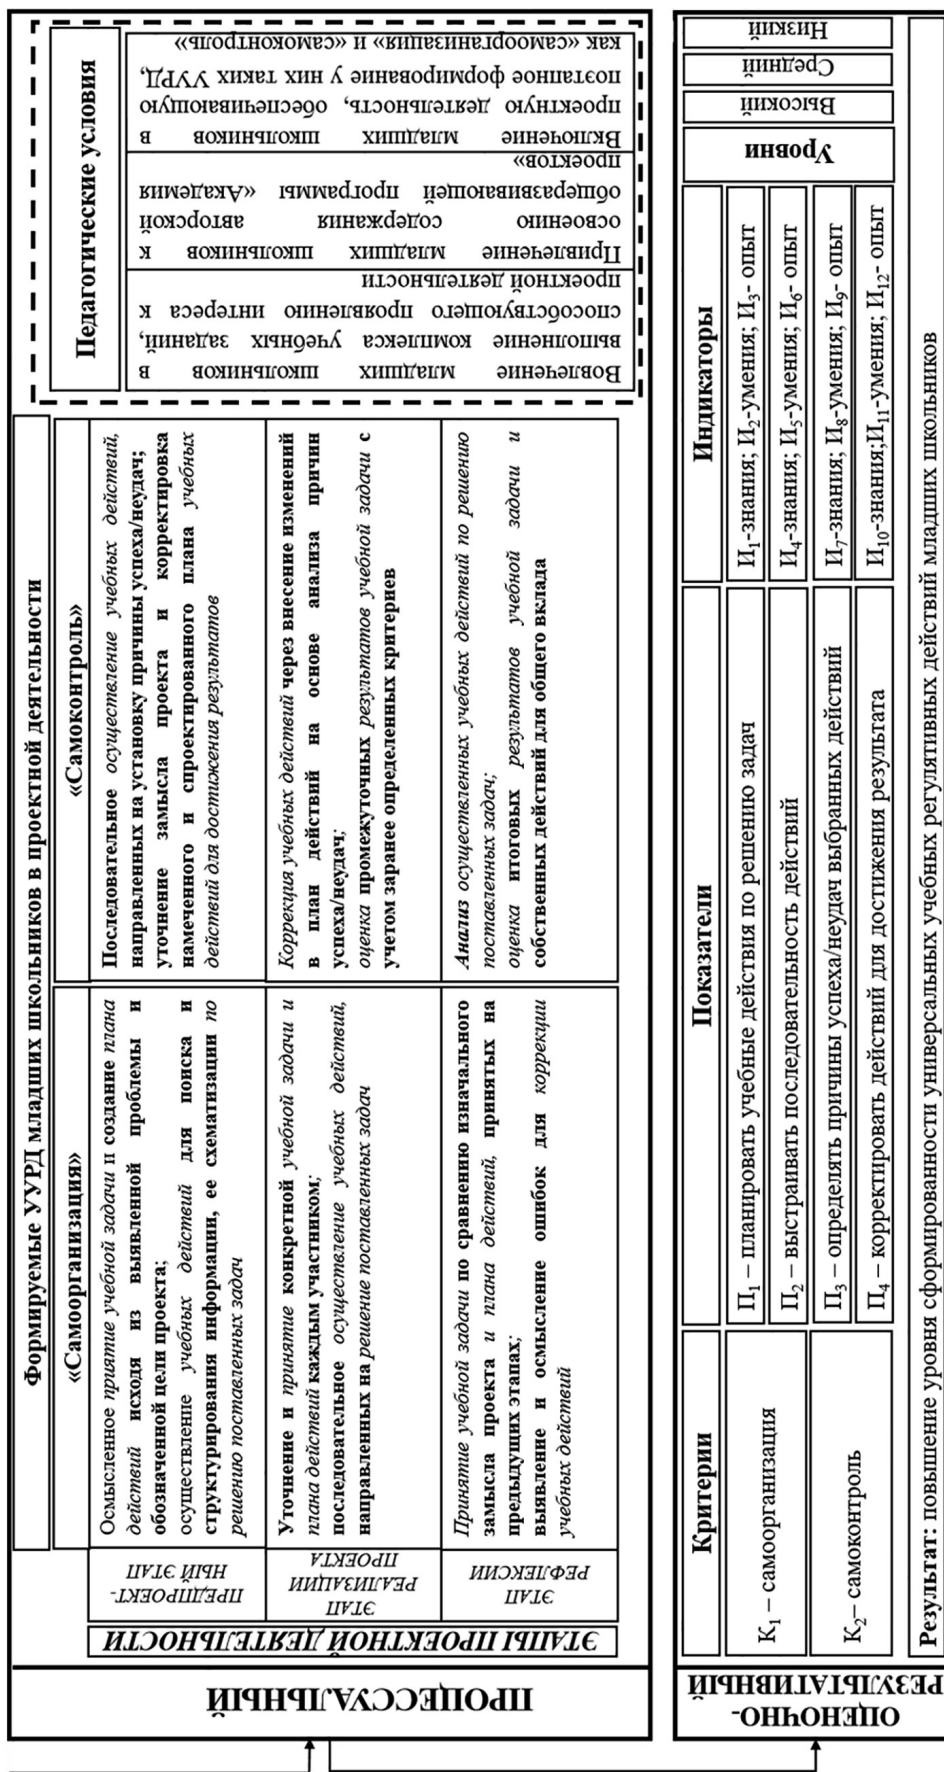 ПРОЦЕССУАЛЬНЫЙ
ЭТАПЫ ПРОЕКТНОЙ ДЕЯТЕЛЬНОСТИ
Формируемые УУРД младших школьников в проектной деятельности
«Самоорганизация»
«Самоконтроль»
ПРЕДПРОЕКТ-
НЫЙ ЭТАП
Осмысленное приятие учебной задачи и создание плана
действий исходя из выявленной проблемы и
обозначенной цели проекта;
осуществление учебных действий для поиска и
структурирования информации, ее схематизации по
решению поставленных задач
Последовательное осуществление учебных действий,
направленных на установку причины успеха/неудач;
уточнение замысла проекта и корректировка
намеченного и спроектированного плана учебных
действий для достижения результатов
ЭТАП
РЕАЛИЗАЦИИ
ПРОЕКТА
Уточнение и принятие конкретной учебной задачи и
плана действий каждым участником;
последовательное осуществление учебных действий,
направленных на решение поставленных задач
Коррекция учебных действий через внесение изменений
в план действий на основе анализа причин
успеха/неудач;
оценка промежуточных результатов учебной задачи с
учетом заранее определенных критериев
ЭТАП
РЕФЛЕКСИИ
Принятие учебной задачи по сравнению изначального
замысла проекта и плана действий, принятых на
предыдущих этапах;
выявление и осмысление ошибок для коррекции
учебных действий
Анализ осуществленных учебных действий по решению
поставленных задач;
оценка итоговых результатов учебной задачи и
собственных действий для общего вклада
Педагогические условия
Вовлечение младших школьников в
выполнение комплекса учебных заданий,
способствующего проявлению интереса к
проектной деятельности
Привлечение младших школьников к
освоению содержания авторской
общеразвивающей программы «Академия
проектов»
Включение младших школьников в
проектную деятельность, обеспечивающую
поэтапное формирование у них таких УУРД,
как «самоорганизация» и «самоконтроль»
ОЦЕНОЧНО-
РЕЗУЛЬТАТИВНЫЙ
Критерии
Показатели
Индикаторы
Уровни
Высокий
Средний
Низкий
К₁ – самоорганизация
П₁ – планировать учебные действия по решению задач
И₁-знания; И₂-умения; И₃- опыт
П₂ – выстраивать последовательность действий
И₄-знания; И₅-умения; И₆- опыт
К₂– самоконтроль
П₃ – определять причины успеха/неудач выбранных действий
И₇-знания; И₈-умения; И₉- опыт
П₄ – корректировать действий для достижения результата
И₁₀-знания;И₁₁-умения; И₁₂- опыт
Результат: повышение уровня сформированности универсальных учебных регулятивных действий младших школьников